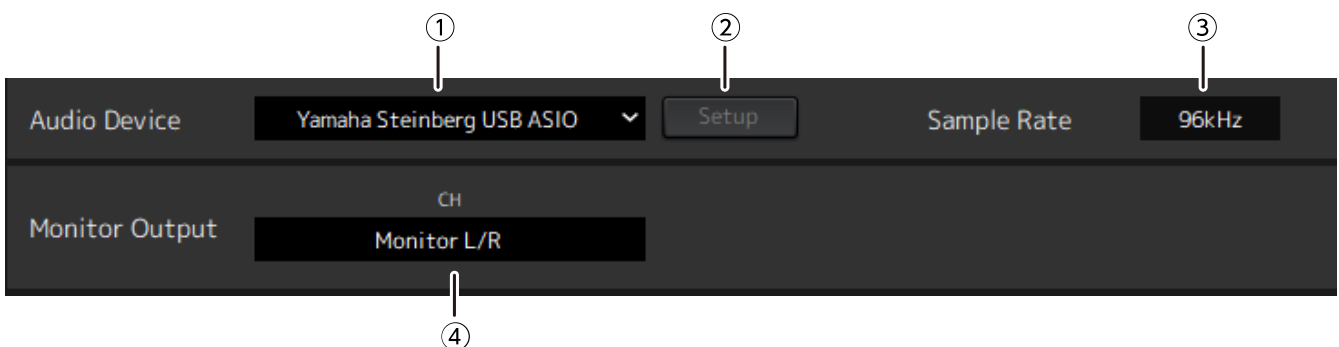 ① ② ③
Audio Device Yamaha Steinberg USB ASIO Setup Sample Rate 96kHz
CH
Monitor Output Monitor L/R
④